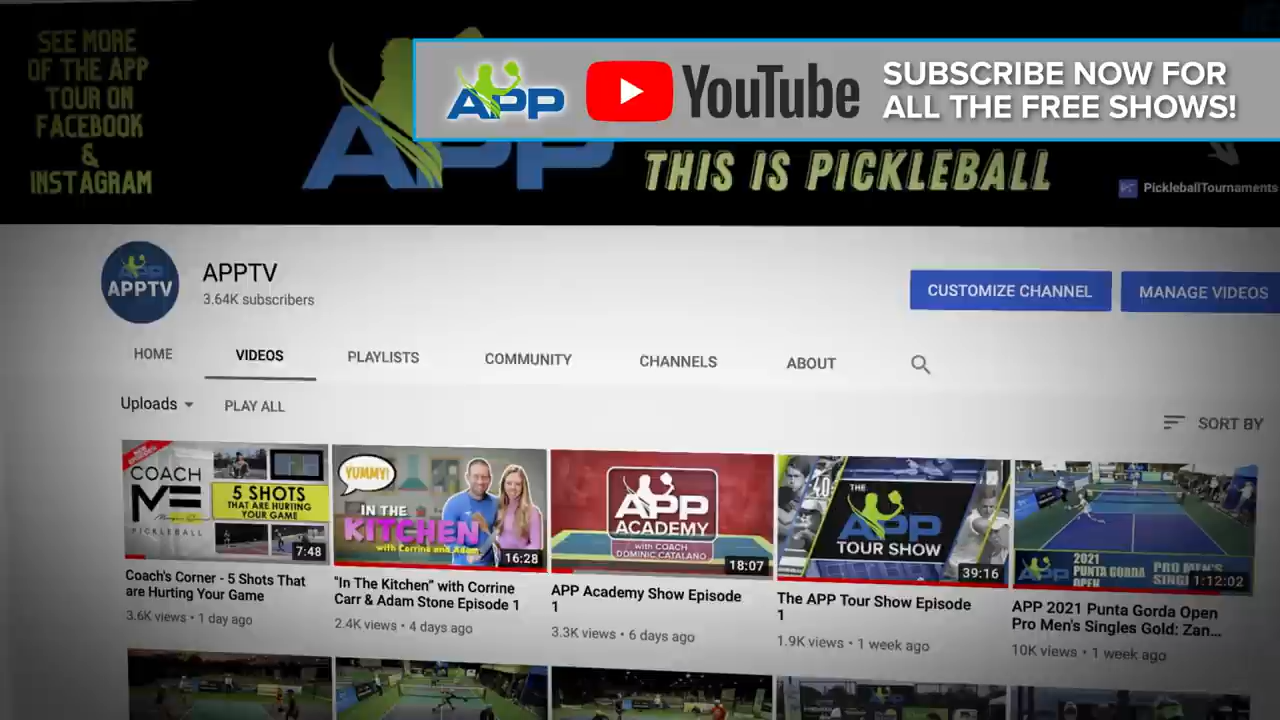 SEE MORE
OF THE APP
TOUR ON
FACEBOOK
&
INSTAGRAM
APP
THIS IS PICKLEBALL
APP
YouTube
SUBSCRIBE NOW FOR
ALL THE FREE SHOWS!
PickleballTournaments
APP
APPTV
APPTV
3.64K subscribers
CUSTOMIZE CHANNEL
MANAGE VIDEOS
HOME
VIDEOS
PLAYLISTS
COMMUNITY
CHANNELS
ABOUT
Uploads
PLAY ALL
SORT BY
COACH
ME
PICKLEBALL
5 SHOTS
THAT ARE HURTING
YOUR GAME
7:48
YUMMY!
IN THE
KITCHEN
with Corrine and Adam
16:28
APP
ACADEMY
with COACH
DOMINIC CATALANO
18:07
THE
APP
TOUR SHOW
39:16
APP
2021
PUNTA GORDA
OPEN
PRO MEN'S
1:12:02
Coach's Corner - 5 Shots That
are Hurting Your Game
3.6K views • 1 day ago
"In The Kitchen" with Corrine
Carr & Adam Stone Episode 1
2.4K views • 4 days ago
APP Academy Show Episode
1
3.3K views • 6 days ago
The APP Tour Show Episode
1
1.9K views • 1 week ago
APP 2021 Punta Gorda Open
Pro Men's Singles Gold: Zan...
10K views • 1 week ago